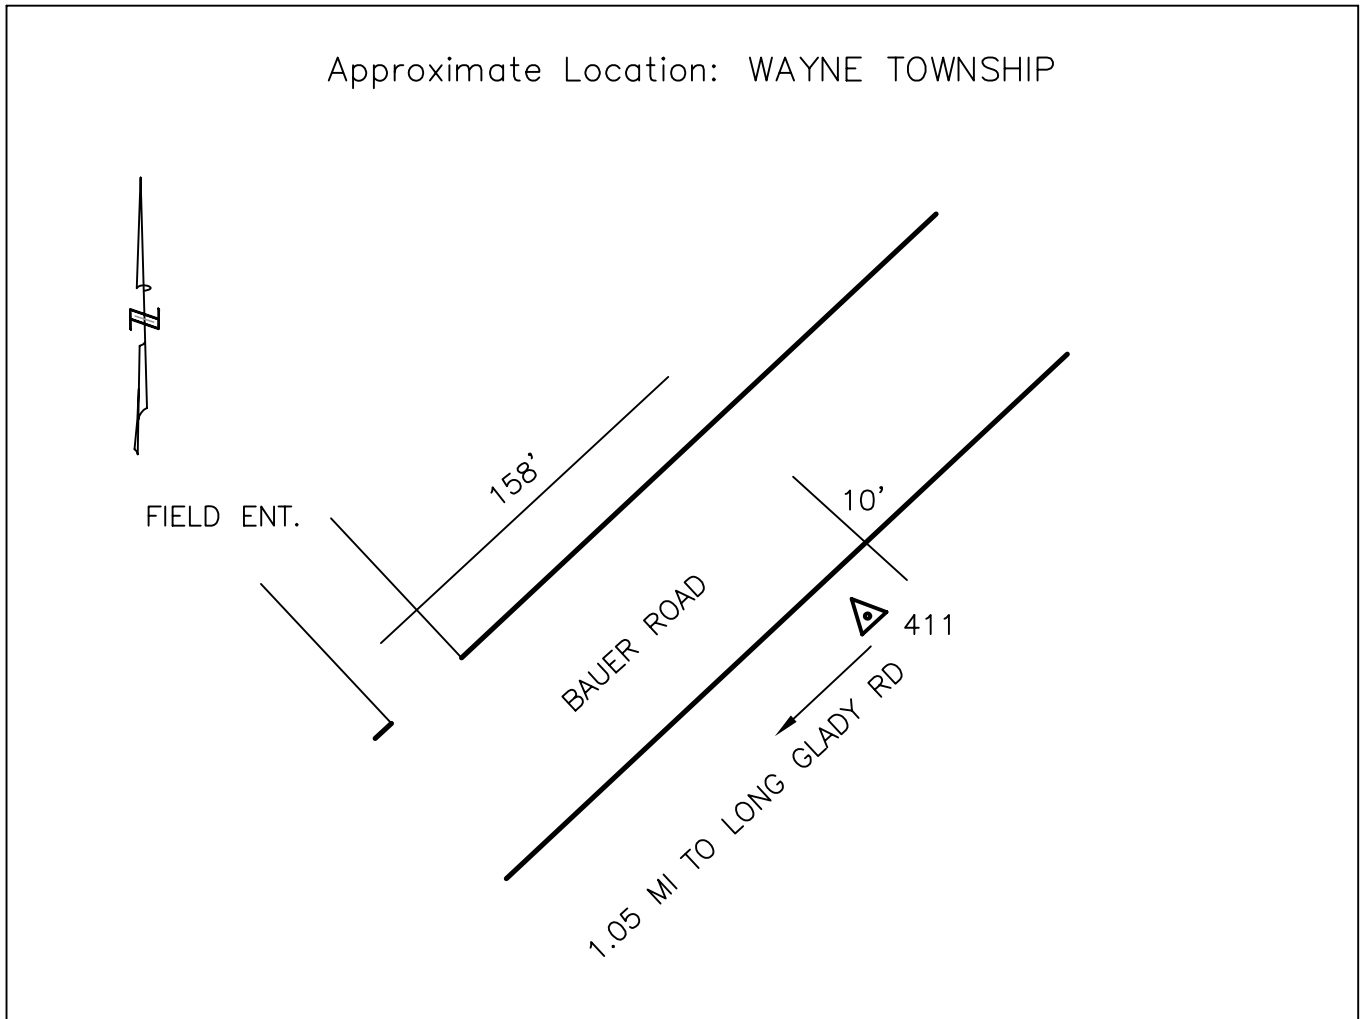 Approximate Location: WAYNE TOWNSHIP
N
158'
10'
FIELD ENT.
BAUER ROAD
411
1.05 MI TO LONG GLADY RD